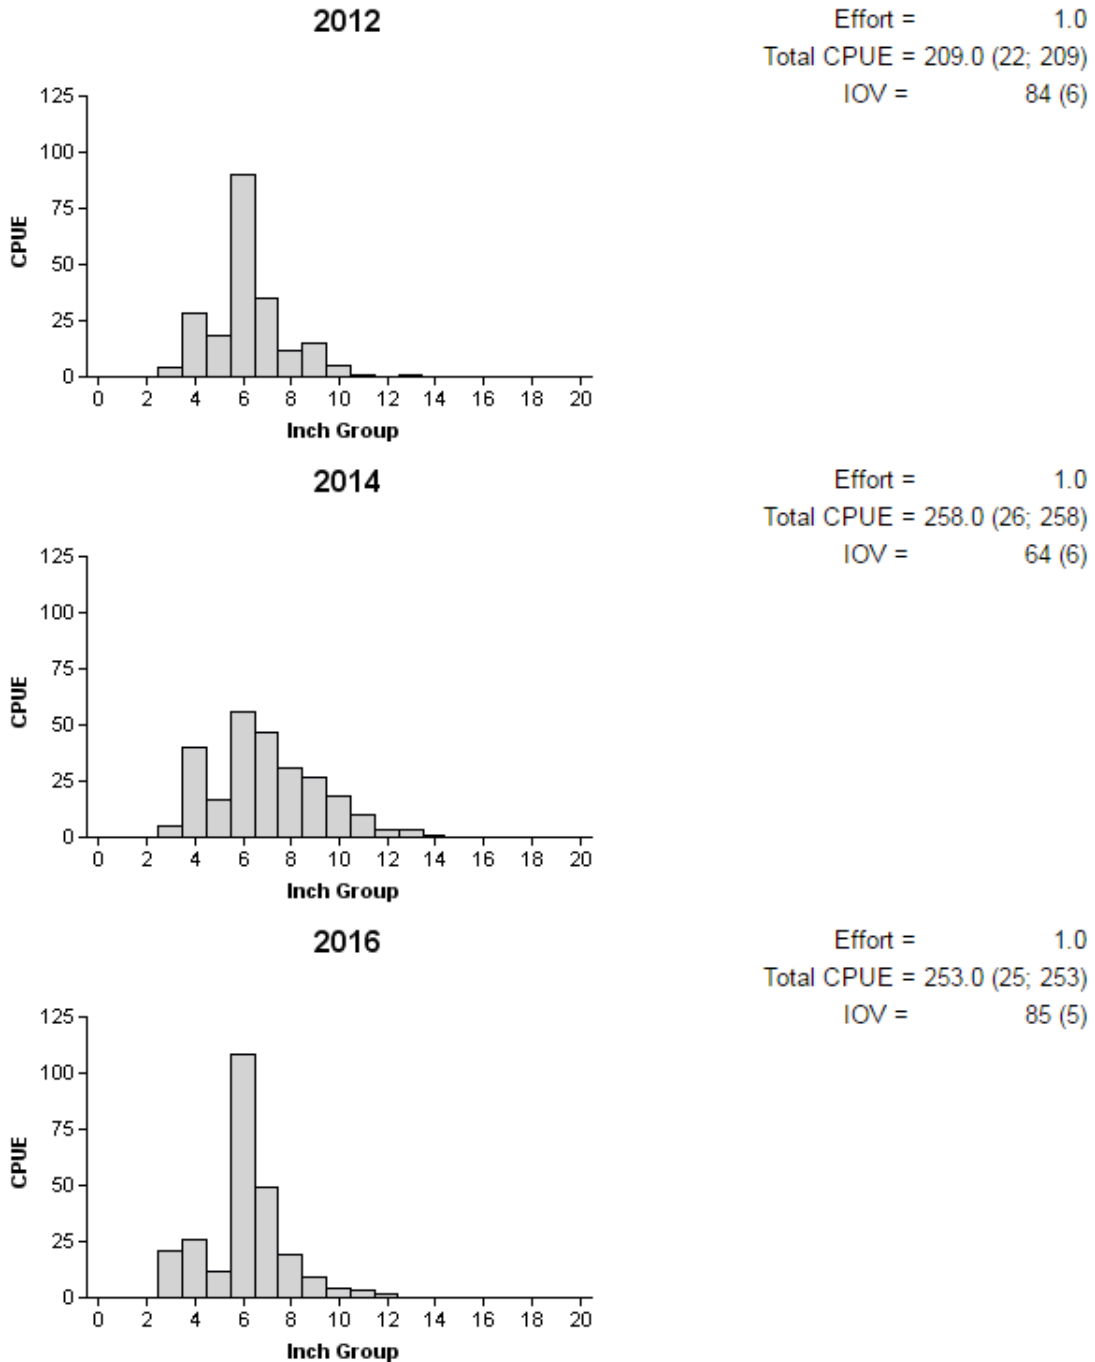 2012
Effort = 1.0
Total CPUE = 209.0 (22; 209)
IOV = 84 (6)
125
100
75
50
25
0
CPUE
0 2 4 6 8 10 12 14 16 18 20
Inch Group
2014
Effort = 1.0
Total CPUE = 258.0 (26; 258)
IOV = 64 (6)
125
100
75
50
25
0
CPUE
0 2 4 6 8 10 12 14 16 18 20
Inch Group
2016
Effort = 1.0
Total CPUE = 253.0 (25; 253)
IOV = 85 (5)
125
100
75
50
25
0
CPUE
0 2 4 6 8 10 12 14 16 18 20
Inch Group